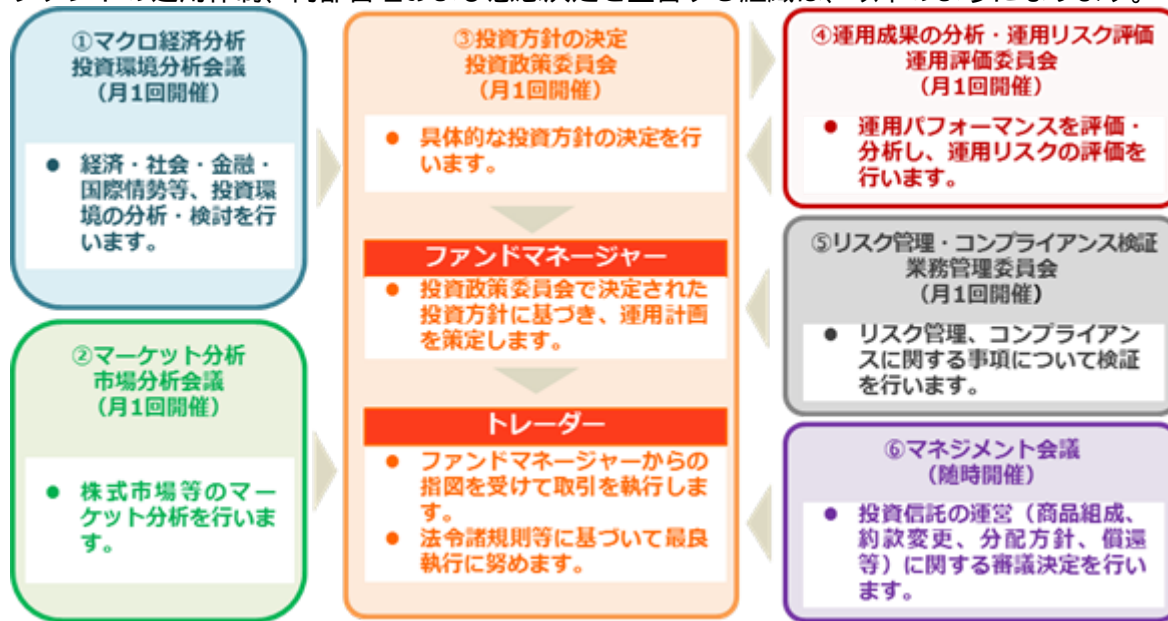 ①マクロ経済分析
投資環境分析会議
（月1回開催）
● 経済・社会・金融・
国際情勢等、投資環
境の分析・検討を行
います。
②マーケット分析
市場分析会議
（月1回開催）
● 株式市場等のマー
ケット分析を行いま
す。
③投資方針の決定
投資政策委員会
（月1回開催）
● 具体的な投資方針の決定を行
います。
ファンドマネージャー
● 投資政策委員会で決定された
投資方針に基づき、運用計画
を策定します。
トレーダー
● ファンドマネージャーからの
指図を受けて取引を執行しま
す。
● 法令諸規則等に基づいて最良
執行に努めます。
④運用成果の分析・運用リスク評価
運用評価委員会
（月1回開催）
● 運用パフォーマンスを評価・
分析し、運用リスクの評価を
行います。
⑤リスク管理・コンプライアンス検証
業務管理委員会
（月1回開催）
● リスク管理、コンプライアン
スに関する事項について検証
を行います。
⑥マネジメント会議
（随時開催）
● 投資信託の運営（商品組成、
約款変更、分配方針、償還
等）に関する審議決定を行い
ます。